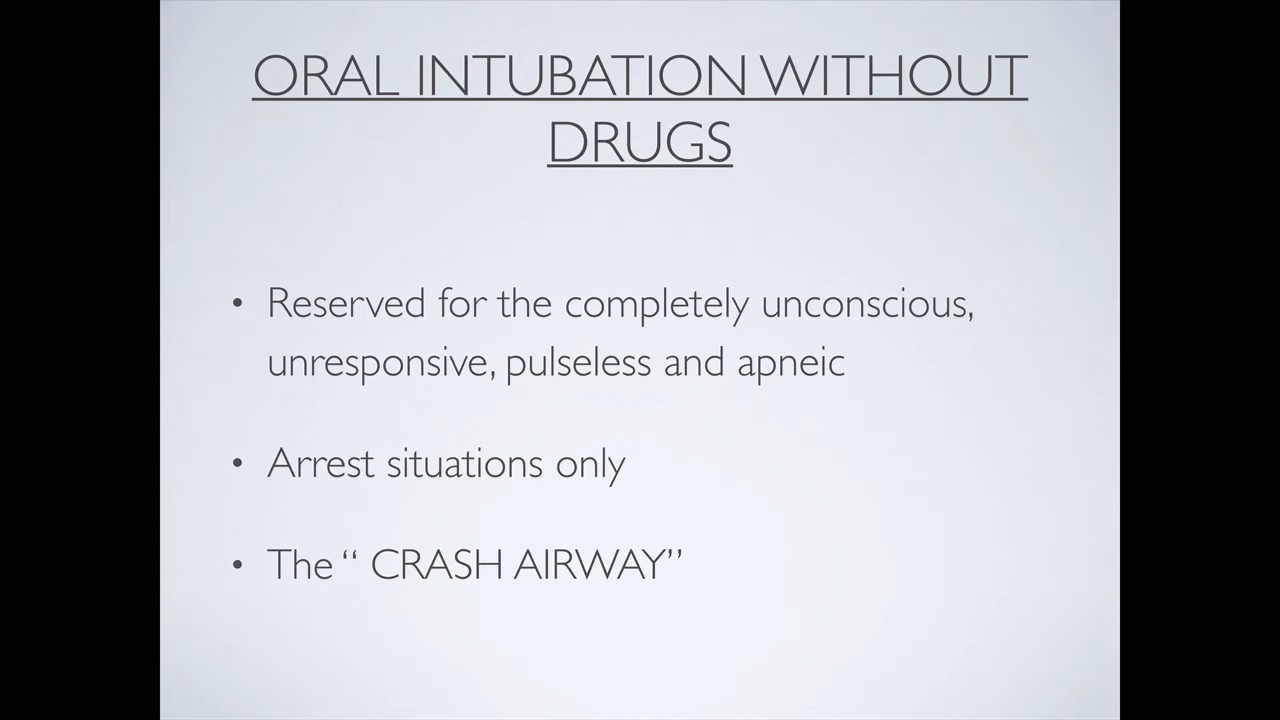 ORAL INTUBATION WITHOUT
DRUGS
• Reserved for the completely unconscious,
unresponsive, pulseless and apneic
• Arrest situations only
• The “ CRASH AIRWAY”